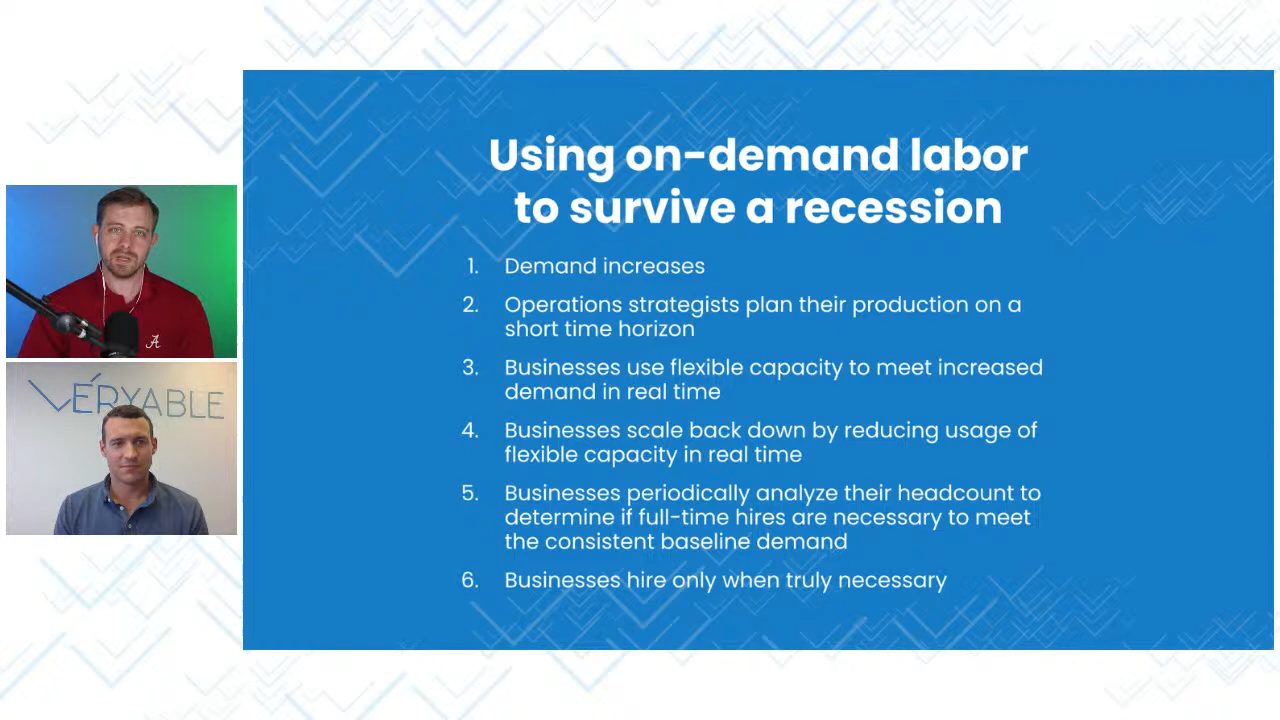 Using on-demand labor
to survive a recession
1. Demand increases
2. Operations strategists plan their production on a
short time horizon
3. Businesses use flexible capacity to meet increased
demand in real time
4. Businesses scale back down by reducing usage of
flexible capacity in real time
5. Businesses periodically analyze their headcount to
determine if full-time hires are necessary to meet
the consistent baseline demand
6. Businesses hire only when truly necessary
A
VERYABLE